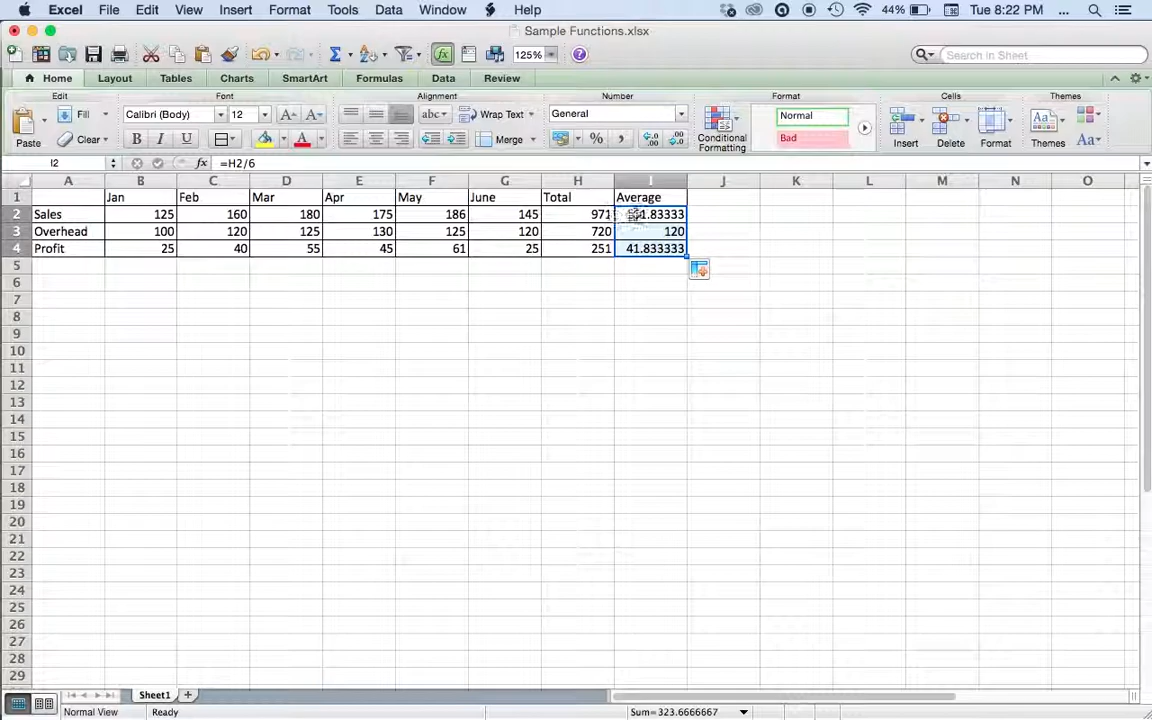 Excel File Edit View Insert Format Tools Data Window Help 44% Tue 8:22 PM ...
Sample Functions.xlsx
125% Search in Sheet
Home Layout Tables Charts SmartArt Formulas Data Review
Edit Font Alignment Number Format Cells Themes
Fill Calibri (Body) 12 A A abc Wrap Text General Normal
Paste Clear B I U A Merge % , Conditional Formatting Bad Insert Delete Format Themes Aa
I2 fx =H2/6
A B C D E F G H I J K L M N O
1 Jan Feb Mar Apr May June Total Average
2 Sales 125 160 180 175 186 145 971 1.83333
3 Overhead 100 120 125 130 125 120 720 120
4 Profit 25 40 55 45 61 25 251 41.833333
5
6
7
8
9
10
11
12
13
14
15
16
17
18
19
20
21
22
23
24
25
26
27
28
29
Sheet1
Normal View Ready Sum=323.6666667